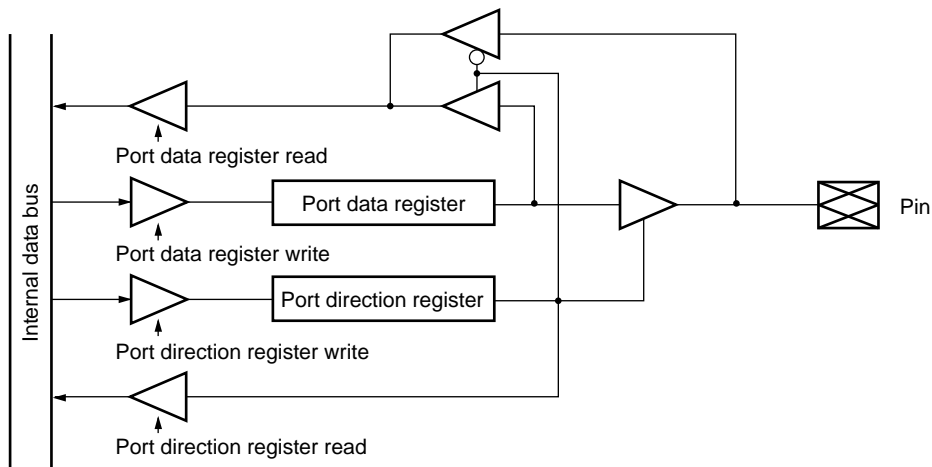 Internal data bus
Port data register read
Port data register
Pin
Port data register write
Port direction register
Port direction register write
Port direction register read